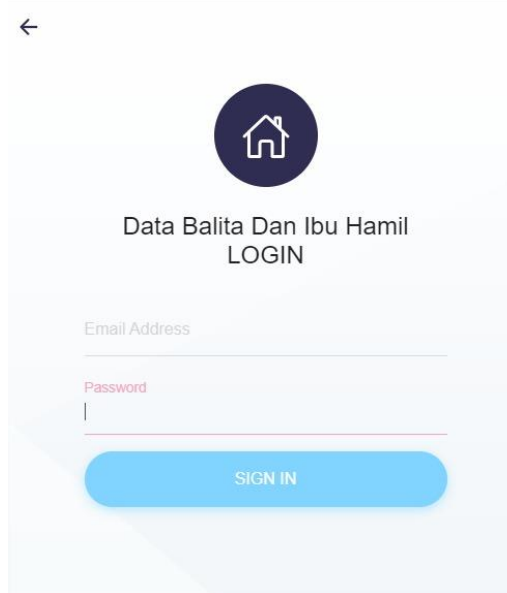 Data Balita Dan Ibu Hamil
LOGIN
Email Address
Password
SIGN IN